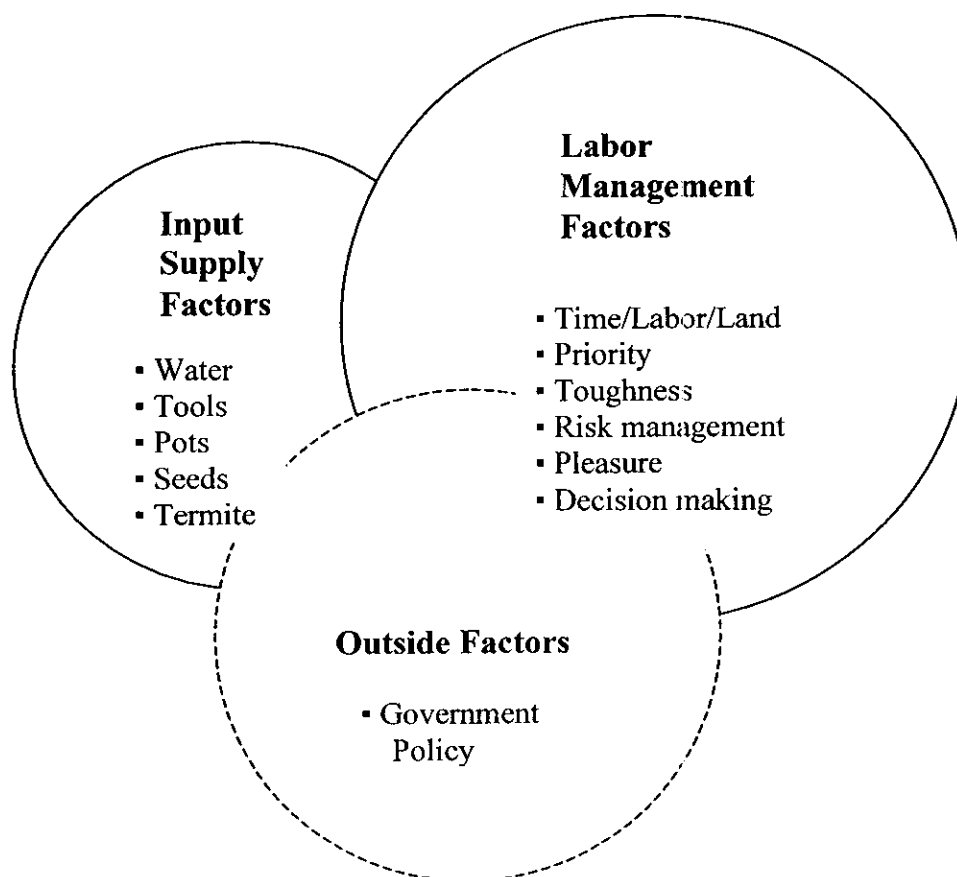 Input
Supply
Factors
▪ Water
▪ Tools
▪ Pots
▪ Seeds
▪ Termite
Labor
Management
Factors
▪ Time/Labor/Land
▪ Priority
▪ Toughness
▪ Risk management
▪ Pleasure
▪ Decision making
Outside Factors
▪ Government
Policy